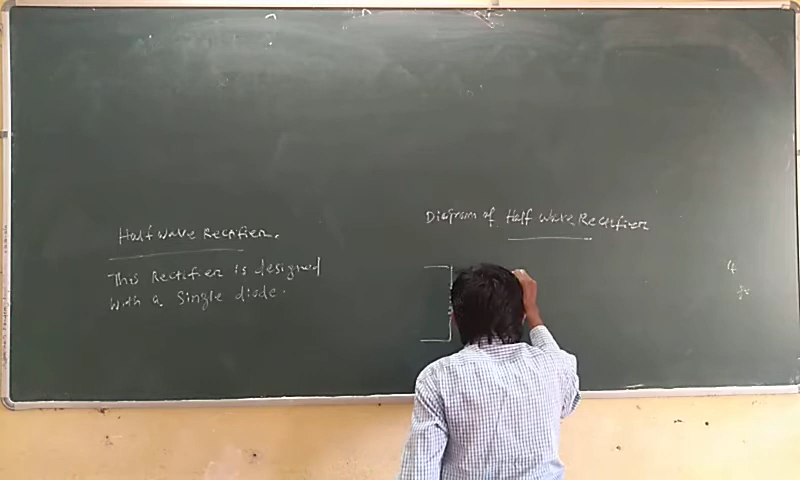 Half wave Rectifier.
This Rectifier is designed
with a single diode.
Diagram of Half wave Rectifier